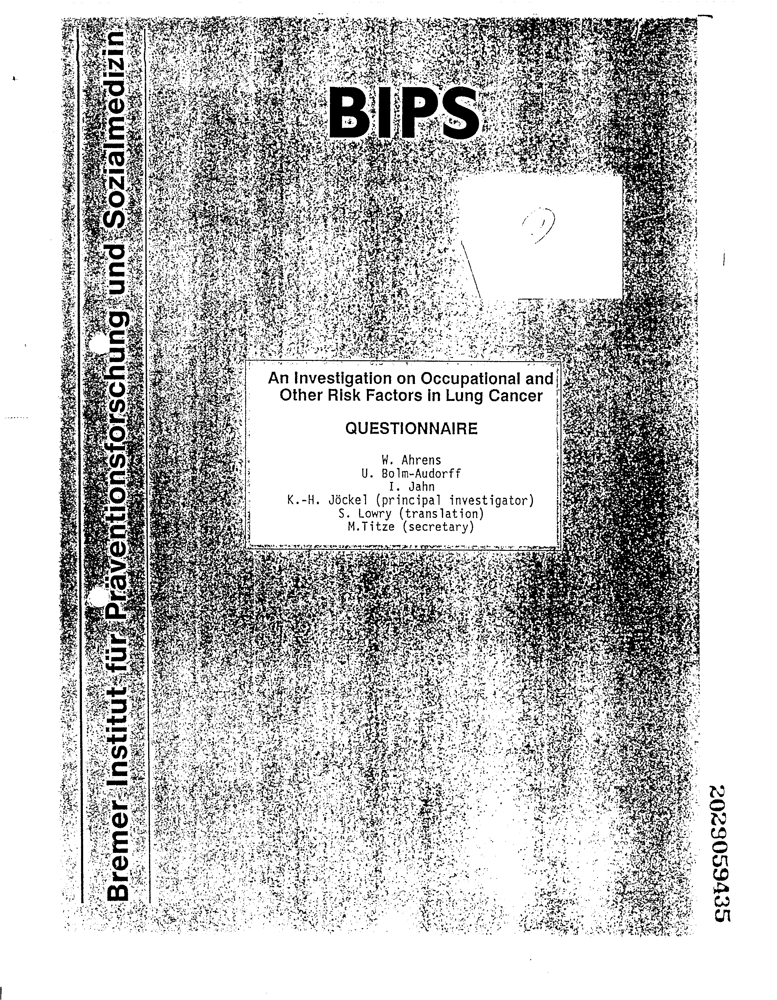 BIPS
Bremer Institut für Präventionsforschung und Sozialmedizin
An Investigation on Occupational and
Other Risk Factors in Lung Cancer
QUESTIONNAIRE
W. Ahrens
U. Bolm-Audorff
I. Jahn
K.-H. Jöckel (principal investigator)
S. Lowry (translation)
M.Titze (secretary)
2029059435